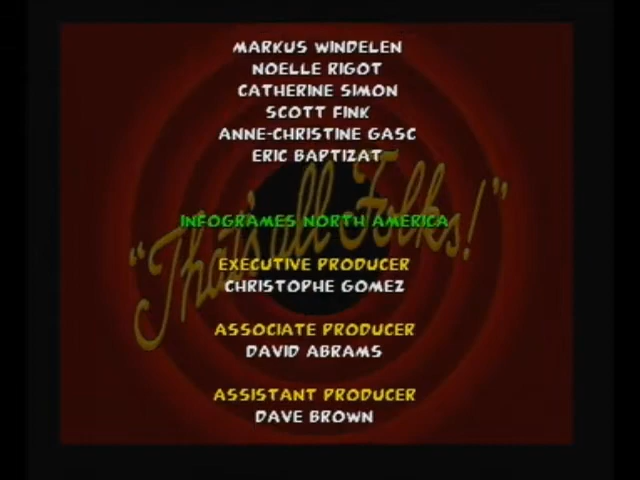 MARKUS WINDELEN
NOELLE RIGOT
CATHERINE SIMON
SCOTT FINK
ANNE-CHRISTINE GASC
ERIC BAPTIZAT
INFOGRAMES NORTH AMERICA
"That's all Folks!"
EXECUTIVE PRODUCER
CHRISTOPHE GOMEZ
ASSOCIATE PRODUCER
DAVID ABRAMS
ASSISTANT PRODUCER
DAVE BROWN